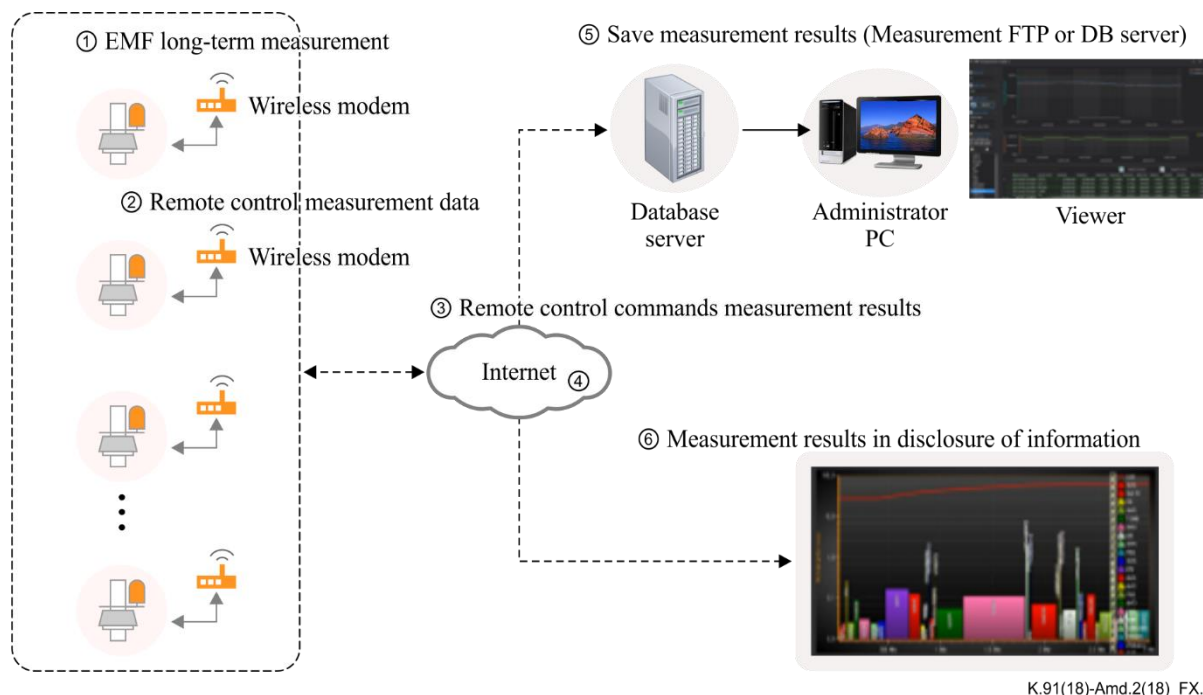 ① EMF long-term measurement
Wireless modem
② Remote control measurement data
Wireless modem
③ Remote control commands measurement results
Internet ④
⑤ Save measurement results (Measurement FTP or DB server)
Database
server
Administrator
PC
Viewer
⑥ Measurement results in disclosure of information
K.91(18)-Amd.2(18)_FX.